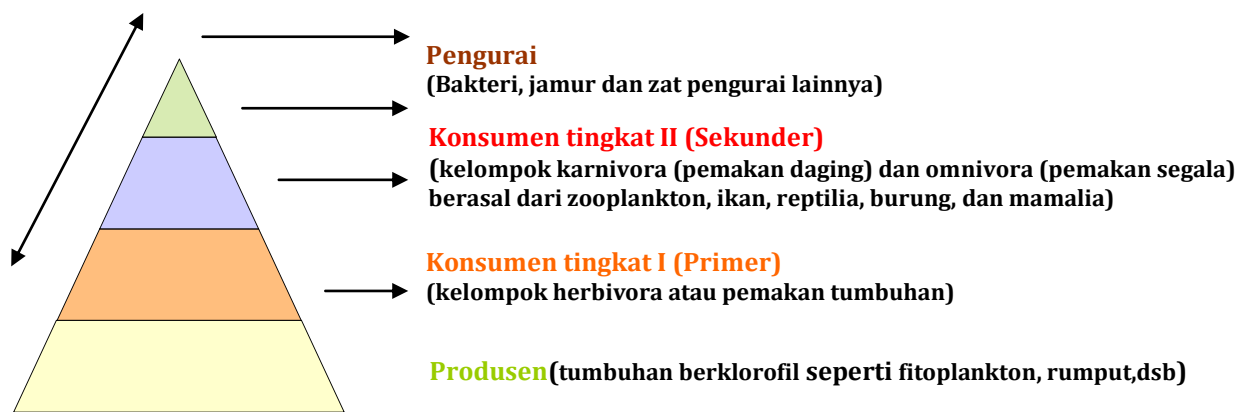 Pengurai
(Bakteri, jamur dan zat pengurai lainnya)
Konsumen tingkat II (Sekunder)
(kelompok karnivora (pemakan daging) dan omnivora (pemakan segala)
berasal dari zooplankton, ikan, reptilia, burung, dan mamalia)
Konsumen tingkat I (Primer)
(kelompok herbivora atau pemakan tumbuhan)
Produsen(tumbuhan berklorofil seperti fitoplankton, rumput,dsb)